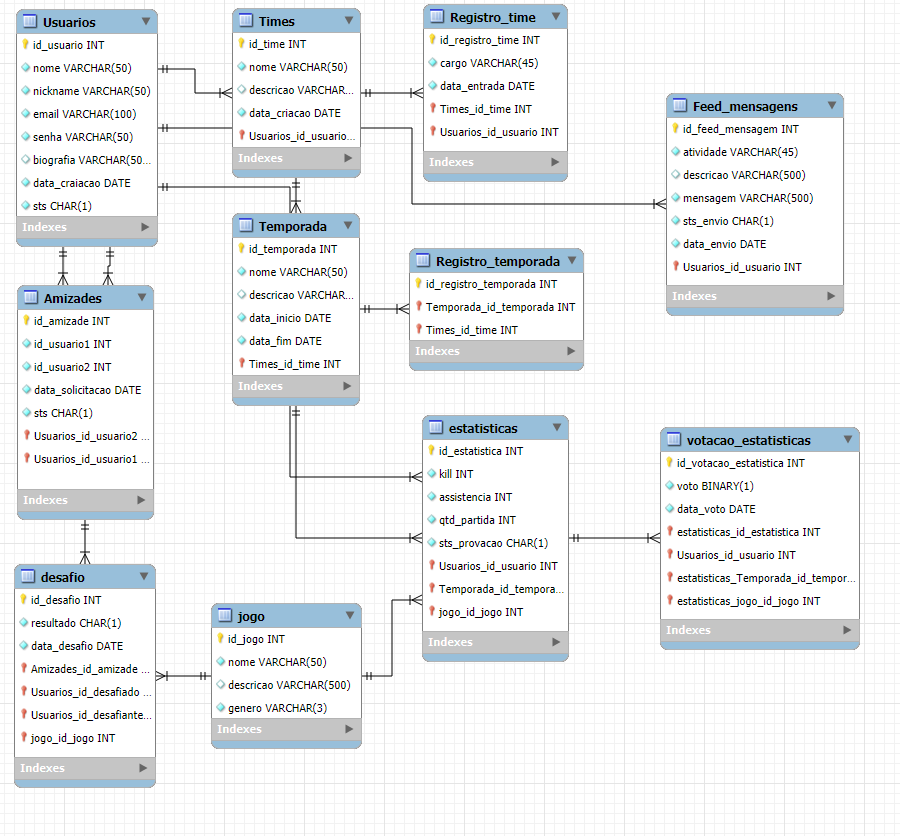 Usuarios
id_usuario INT
nome VARCHAR(50)
nickname VARCHAR(50)
email VARCHAR(100)
senha VARCHAR(50)
biografia VARCHAR(50...
data_craiacao DATE
sts CHAR(1)
Indexes
Times
id_time INT
nome VARCHAR(50)
descricao VARCHAR...
data_criacao DATE
Usuarios_id_usuario...
Indexes
Registro_time
id_registro_time INT
cargo VARCHAR(45)
data_entrada DATE
Times_id_time INT
Usuarios_id_usuario INT
Indexes
Feed_mensagens
id_feed_mensagem INT
atividade VARCHAR(45)
descricao VARCHAR(500)
mensagem VARCHAR(500)
sts_envio CHAR(1)
data_envio DATE
Usuarios_id_usuario INT
Indexes
Temporada
id_temporada INT
nome VARCHAR(50)
descricao VARCHAR...
data_inicio DATE
data_fim DATE
Times_id_time INT
Indexes
Registro_temporada
id_registro_temporada INT
Temporada_id_temporada INT
Times_id_time INT
Indexes
Amizades
id_amizade INT
id_usuario1 INT
id_usuario2 INT
data_solicitacao DATE
sts CHAR(1)
Usuarios_id_usuario2 ...
Usuarios_id_usuario1 ...
Indexes
estatisticas
id_estatistica INT
kill INT
assistencia INT
qtd_partida INT
sts_provacao CHAR(1)
Usuarios_id_usuario INT
Temporada_id_tempora...
jogo_id_jogo INT
Indexes
votacao_estatisticas
id_votacao_estatistica INT
voto BINARY(1)
data_voto DATE
estatisticas_id_estatistica INT
Usuarios_id_usuario INT
estatisticas_Temporada_id_tempor...
estatisticas_jogo_id_jogo INT
Indexes
desafio
id_desafio INT
resultado CHAR(1)
data_desafio DATE
Amizades_id_amizade ...
Usuarios_id_desafiado ...
Usuarios_id_desafiante...
jogo_id_jogo INT
Indexes
jogo
id_jogo INT
nome VARCHAR(50)
descricao VARCHAR(500)
genero VARCHAR(3)
Indexes